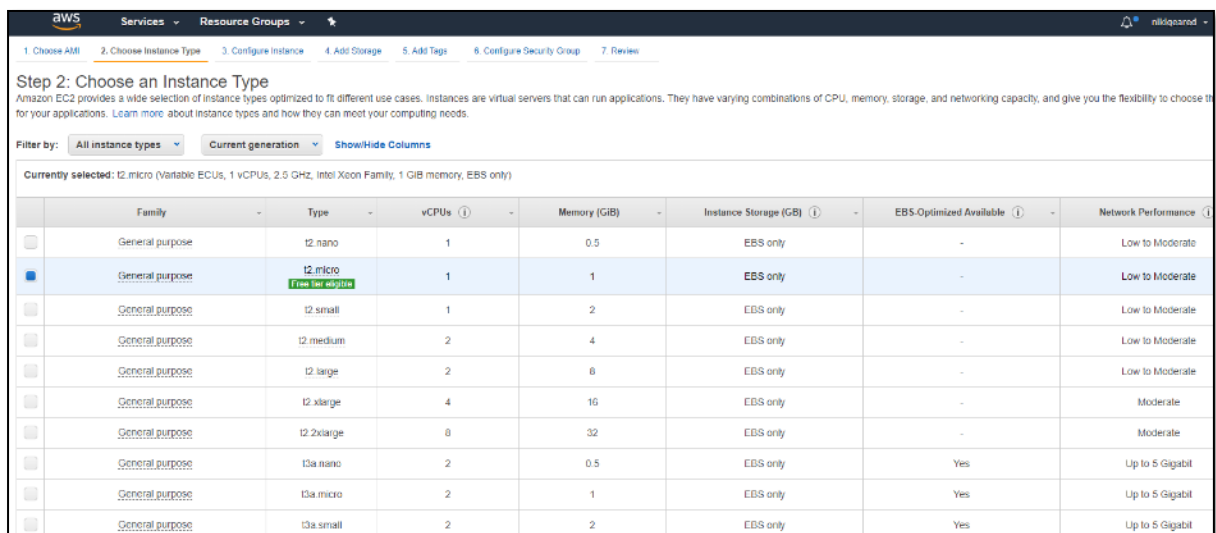 aws Services Resource Groups nikigeared
1. Choose AMI 2. Choose Instance Type 3. Configure Instance 4. Add Storage 5. Add Tags 6. Configure Security Group 7. Review
Step 2: Choose an Instance Type
Amazon EC2 provides a wide selection of instance types optimized to fit different use cases. Instances are virtual servers that can run applications. They have varying combinations of CPU, memory, storage, and networking capacity, and give you the flexibility to choose th
for your applications. Learn more about instance types and how they can meet your computing needs.
Filter by: All instance types Current generation Show/Hide Columns
Currently selected: t2.micro (Variable ECUs, 1 vCPUs, 2.5 GHz, Intel Xeon Family, 1 GiB memory, EBS only)
Family Type vCPUs Memory (GiB) Instance Storage (GB) EBS-Optimized Available Network Performance
General purpose t2.nano 1 0.5 EBS only - Low to Moderate
General purpose t2.micro 1 1 EBS only - Low to Moderate
Free tier eligible
General purpose t2.small 1 2 EBS only - Low to Moderate
General purpose t2.medium 2 4 EBS only - Low to Moderate
General purpose t2.large 2 8 EBS only - Low to Moderate
General purpose t2.xlarge 4 16 EBS only - Moderate
General purpose t2.2xlarge 8 32 EBS only - Moderate
General purpose t3a.nano 2 0.5 EBS only Yes Up to 5 Gigabit
General purpose t3a.micro 2 1 EBS only Yes Up to 5 Gigabit
General purpose t3a.small 2 2 EBS only Yes Up to 5 Gigabit